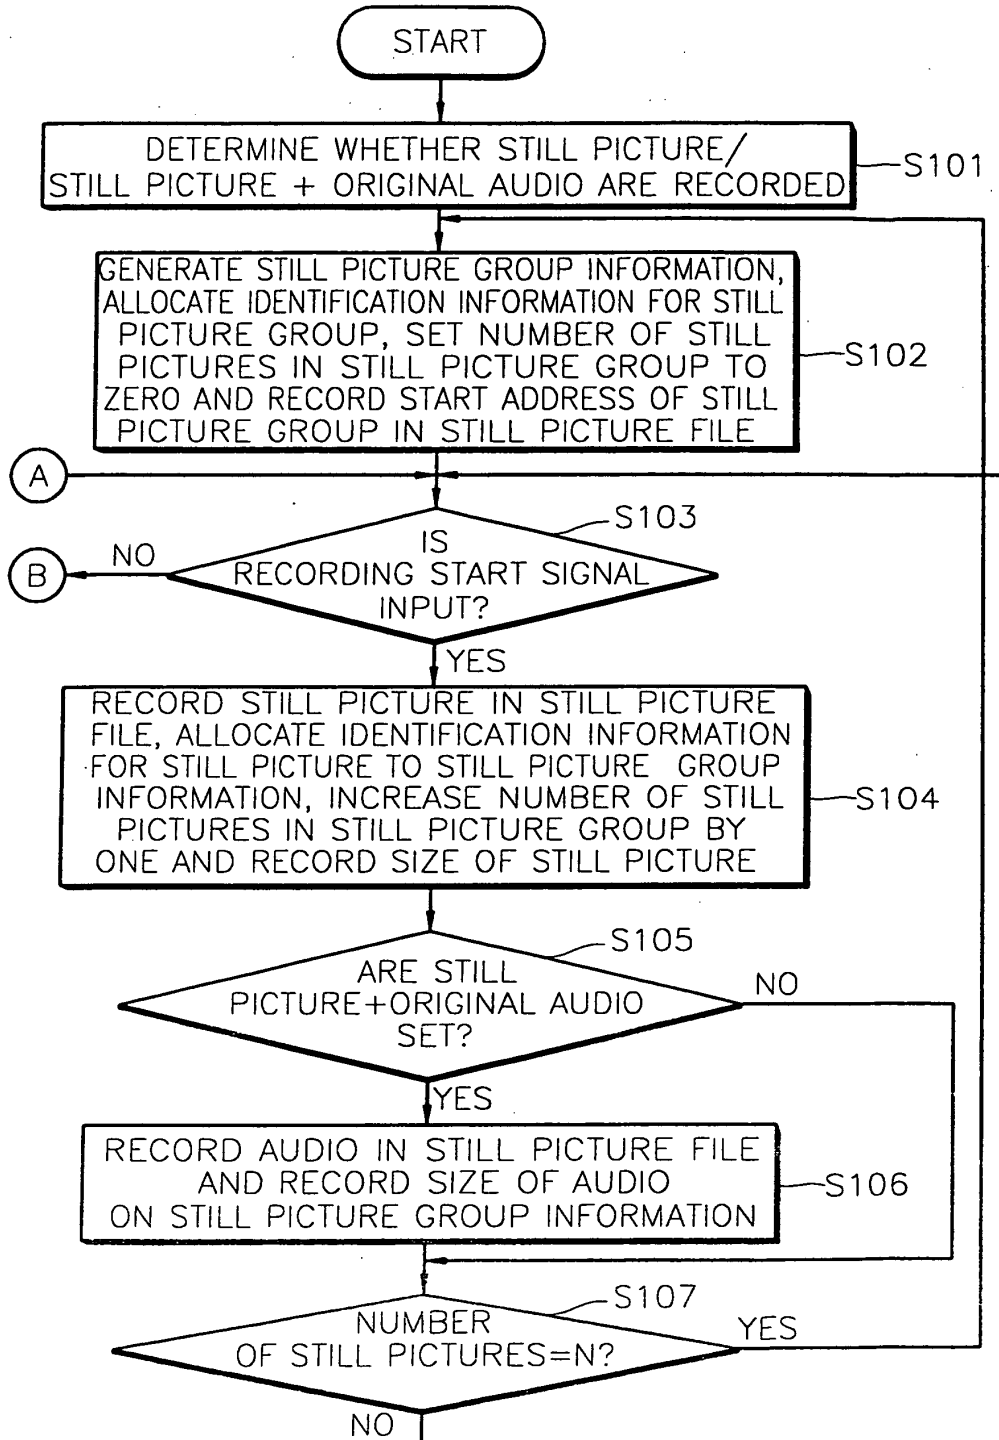 START
DETERMINE WHETHER STILL PICTURE/
STILL PICTURE + ORIGINAL AUDIO ARE RECORDED
S101
GENERATE STILL PICTURE GROUP INFORMATION,
ALLOCATE IDENTIFICATION INFORMATION FOR STILL
PICTURE GROUP, SET NUMBER OF STILL
PICTURES IN STILL PICTURE GROUP TO
ZERO AND RECORD START ADDRESS OF STILL
PICTURE GROUP IN STILL PICTURE FILE
S102
A
S103
IS
RECORDING START SIGNAL
INPUT?
NO
B
YES
RECORD STILL PICTURE IN STILL PICTURE
FILE, ALLOCATE IDENTIFICATION INFORMATION
FOR STILL PICTURE TO STILL PICTURE GROUP
INFORMATION, INCREASE NUMBER OF STILL
PICTURES IN STILL PICTURE GROUP BY
ONE AND RECORD SIZE OF STILL PICTURE
S104
S105
ARE STILL
PICTURE+ORIGINAL AUDIO
SET?
NO
YES
RECORD AUDIO IN STILL PICTURE FILE
AND RECORD SIZE OF AUDIO
ON STILL PICTURE GROUP INFORMATION
S106
S107
NUMBER
OF STILL PICTURES=N?
YES
NO